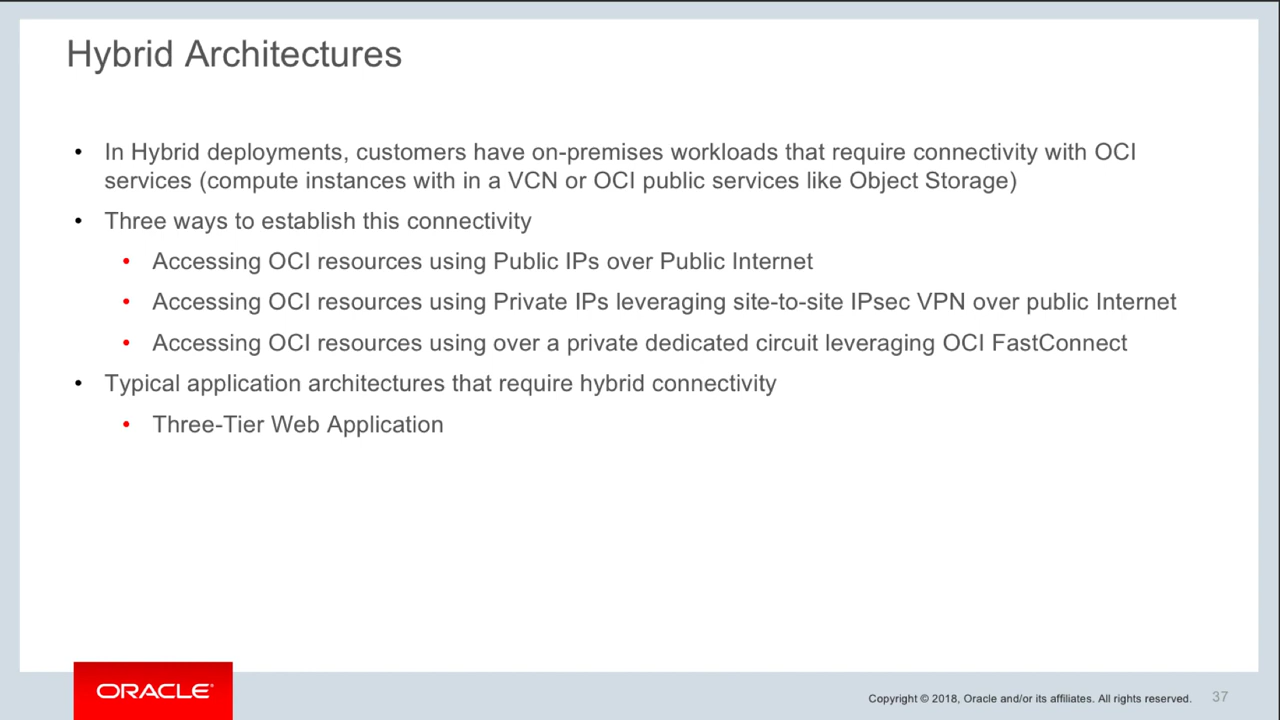 Hybrid Architectures
• In Hybrid deployments, customers have on-premises workloads that require connectivity with OCI
services (compute instances with in a VCN or OCI public services like Object Storage)
• Three ways to establish this connectivity
• Accessing OCI resources using Public IPs over Public Internet
• Accessing OCI resources using Private IPs leveraging site-to-site IPsec VPN over public Internet
• Accessing OCI resources using over a private dedicated circuit leveraging OCI FastConnect
• Typical application architectures that require hybrid connectivity
• Three-Tier Web Application
ORACLE®
Copyright © 2018, Oracle and/or its affiliates. All rights reserved. 37